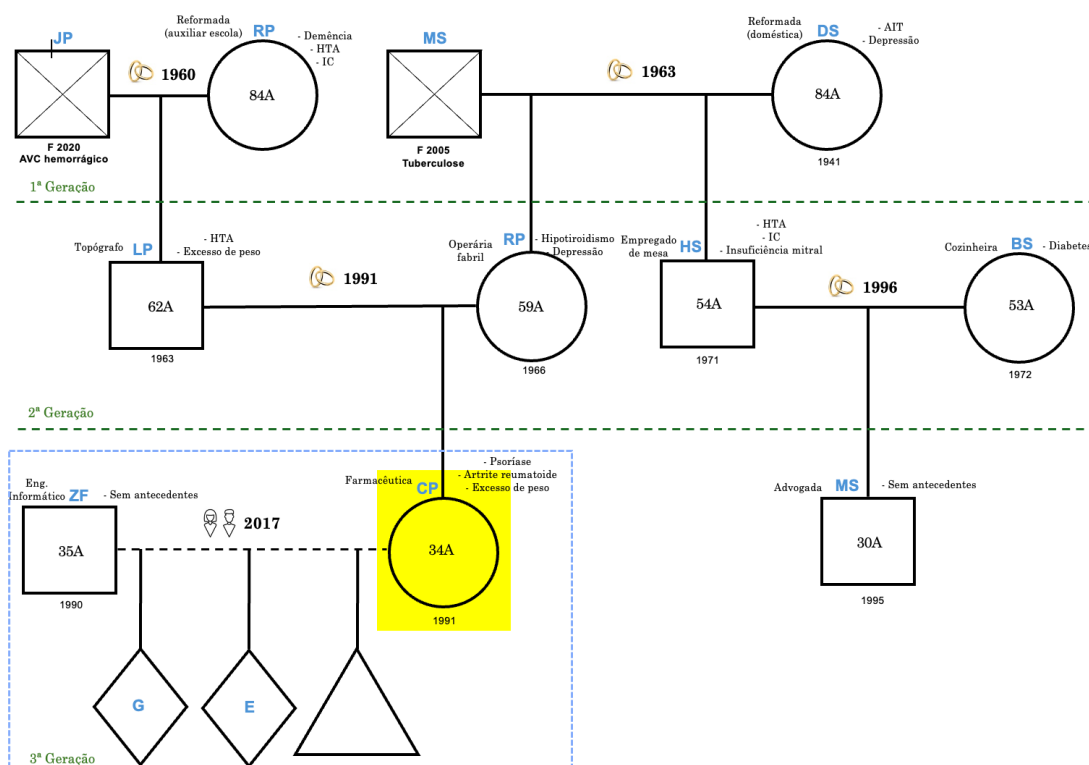 JP
Reformada
(auxiliar escola)
RP
- Demência
- HTA
- IC
MS
Reformada
(doméstica)
DS
- AIT
- Depressão
1960
84A
1963
84A
F 2020
AVC hemorrágico
F 2005
Tuberculose
1941
1ª Geração
Topógrafo
LP
- HTA
- Excesso de peso
Operária
fabril
RP
- Hipotiroidismo
- Depressão
Empregado
de mesa
HS
- HTA
- IC
- Insuficiência mitral
Cozinheira
BS
- Diabetes
62A
1991
59A
54A
1996
53A
1963
1966
1971
1972
2ª Geração
Eng.
Informático
ZF
- Sem antecedentes
Farmacêutica
CP
- Psoríase
- Artrite reumatoide
- Excesso de peso
Advogada
MS
- Sem antecedentes
35A
2017
34A
30A
1990
1991
1995
G
E
3ª Geração